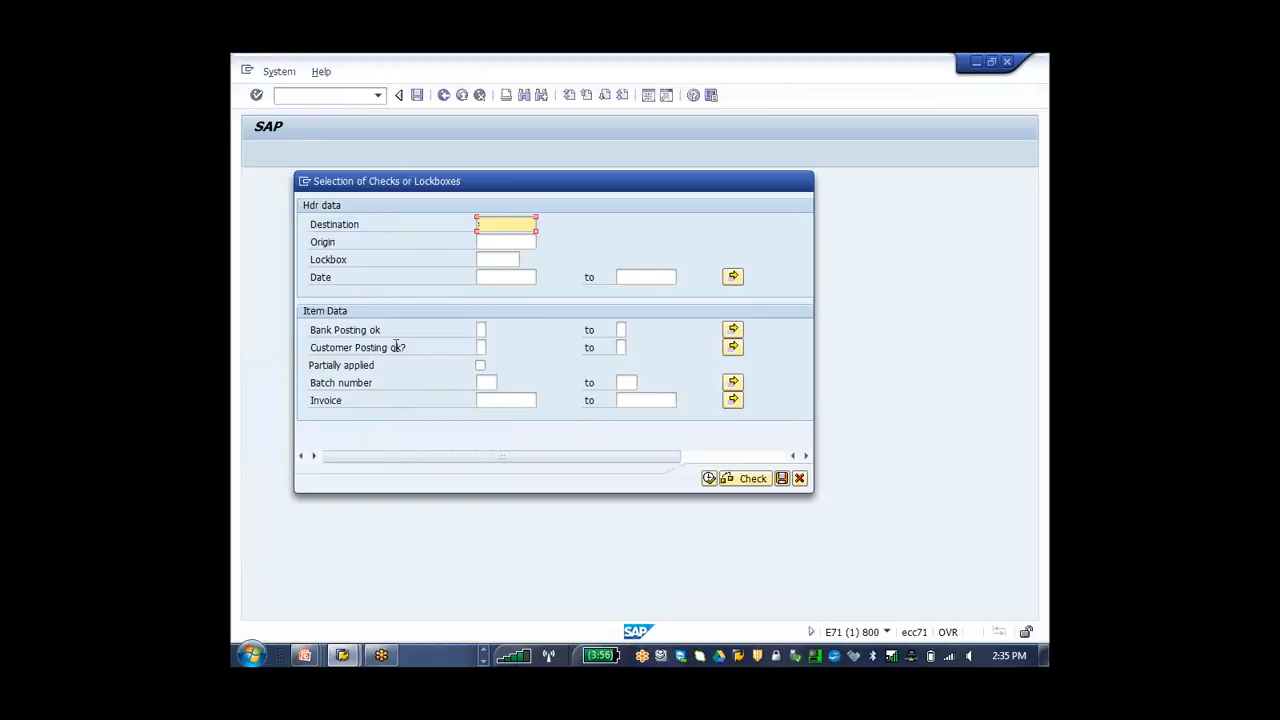 System Help
SAP
Selection of Checks or Lockboxes
Hdr data
Destination
Origin
Lockbox
Date to
Item Data
Bank Posting ok to
Customer Posting ok? to
Partially applied
Batch number to
Invoice to
Check
SAP E71 (1) 800 ecc71 OVR
(3:56) 2:35 PM